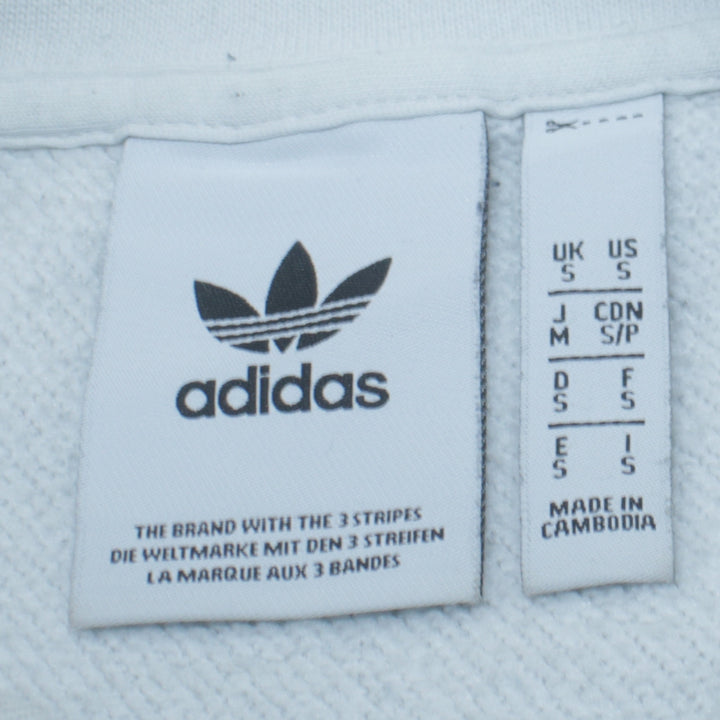 adidas
THE BRAND WITH THE 3 STRIPES
DIE WELTMARKE MIT DEN 3 STREIFEN
LA MARQUE AUX 3 BANDES
UK US
S S
J CDN
M S/P
D F
S S
E I
S S
MADE IN
CAMBODIA